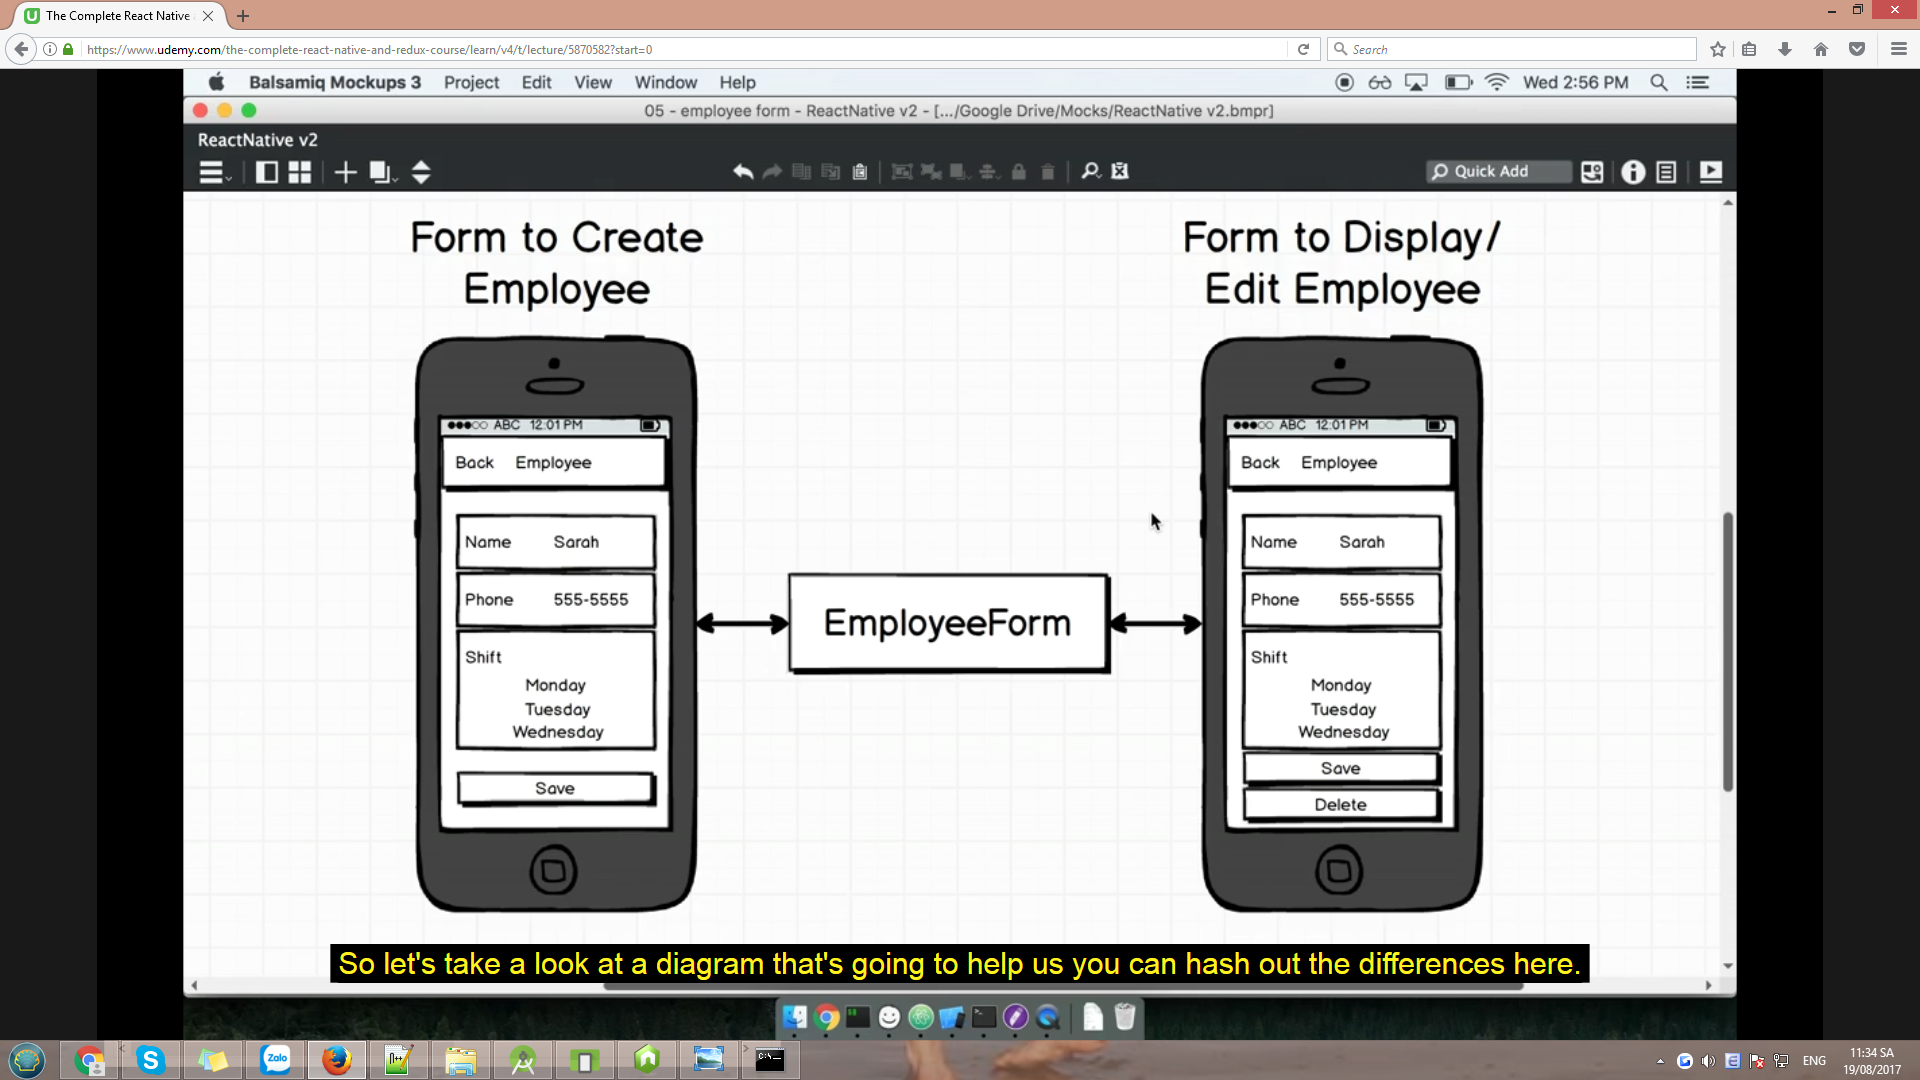 The Complete React Native
https://www.udemy.com/the-complete-react-native-and-redux-course/learn/v4/t/lecture/5870582?start=0
Search
Balsamiq Mockups 3 Project Edit View Window Help
Wed 2:56 PM
05 - employee form - ReactNative v2 - [.../Google Drive/Mocks/ReactNative v2.bmpr]
ReactNative v2
Quick Add
Form to Create
Employee
ABC 12:01 PM
Back Employee
Name Sarah
Phone 555-5555
Shift
Monday
Tuesday
Wednesday
Save
EmployeeForm
Form to Display/
Edit Employee
ABC 12:01 PM
Back Employee
Name Sarah
Phone 555-5555
Shift
Monday
Tuesday
Wednesday
Save
Delete
So let's take a look at a diagram that's going to help us you can hash out the differences here.
Zalo
ENG
11:34 SA
19/08/2017